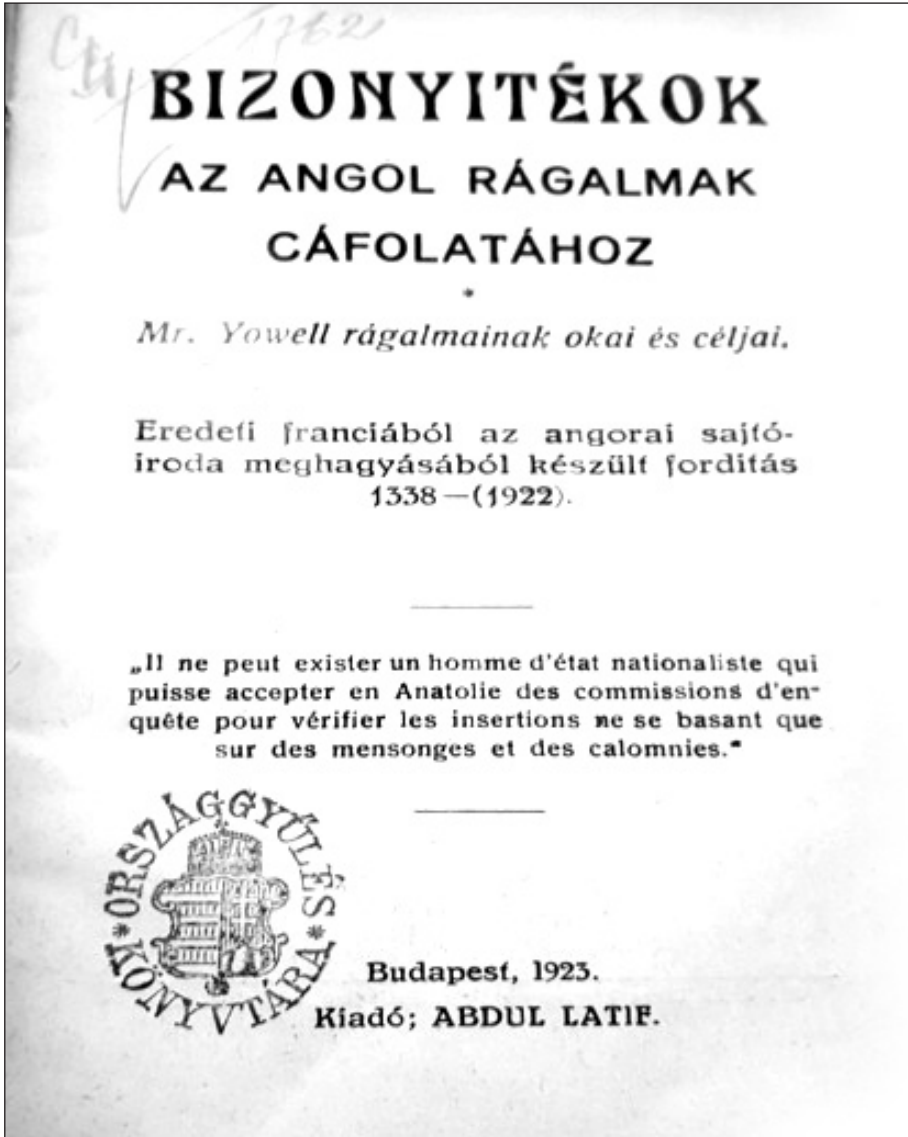 17621
BIZONYITÉKOK
AZ ANGOL RÁGALMAK
CÁFOLATÁHOZ
*
Mr. Yowell rágalmainak okai és céljai.
Eredeti franciából az angorai sajtó-
iroda meghagyásából készült forditás
1338—(1922).
„Il ne peut exister un homme d'état nationaliste qui
puisse accepter en Anatolie des commissions d'en-
quête pour vérifier les insertions ne se basant que
sur des mensonges et des calomnies."
* ORSZÁGGYŰLÉS * KÖNYVTÁRA
Budapest, 1923.
Kiadó; ABDUL LATIF.